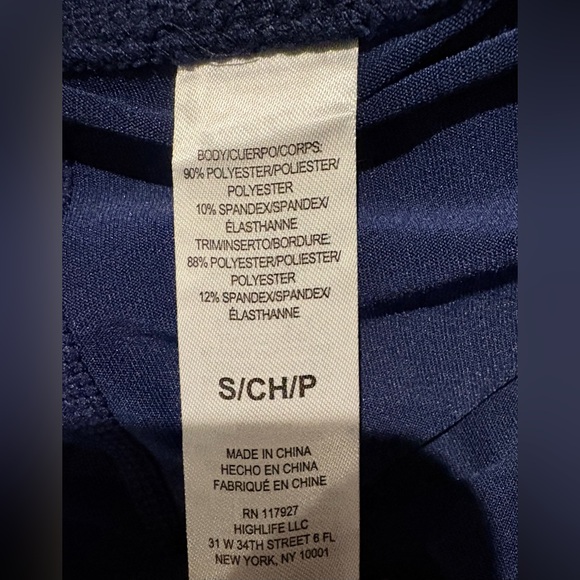 BODY/CUERPO/CORPS:
90% POLYESTER/POLIESTER/
POLYESTER
10% SPANDEX/SPANDEX/
ÉLASTHANNE
TRIM/INSERTO/BORDURE:
88% POLYESTER/POLIESTER/
POLYESTER
12% SPANDEX/SPANDEX/
ÉLASTHANNE
S/CH/P
MADE IN CHINA
HECHO EN CHINA
FABRIQUÉ EN CHINE
RN 117927
HIGHLIFE LLC
31 W 34TH STREET 6 FL
NEW YORK, NY 10001